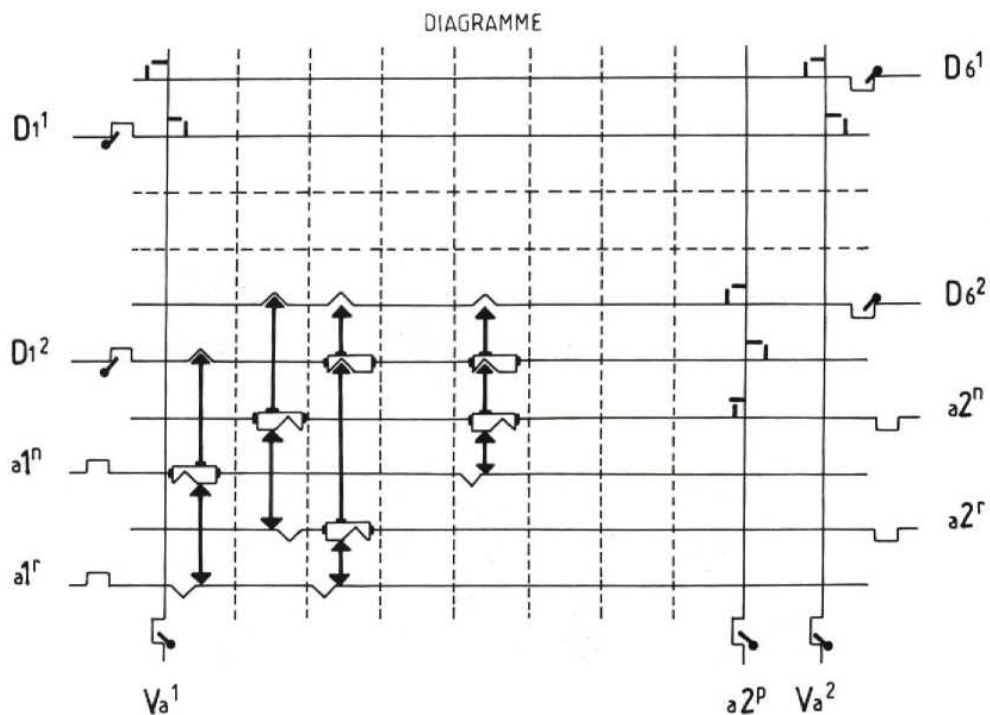 DIAGRAMME
D6¹
D1¹
D6²
D1²
a2ⁿ
a1ⁿ
a2ʳ
a1ʳ
Va¹ a2ᵖ Va²